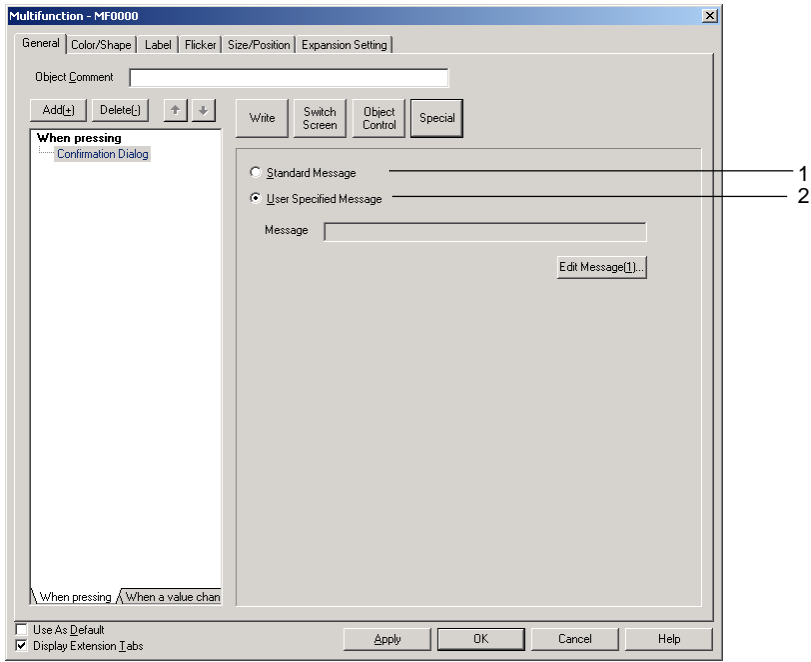 Multifunction - MF0000
General Color/Shape Label Flicker Size/Position Expansion Setting
Object Comment
Add(+) Delete(-)
Write Switch Screen Object Control Special
When pressing
Confirmation Dialog
Standard Message 1
User Specified Message 2
Message
Edit Message(1)...
When pressing When a value chan
Use As Default
Display Extension Tabs
Apply OK Cancel Help